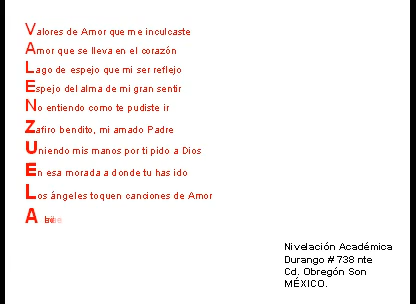 Valores de Amor que me inculcaste
Amor que se lleva en el corazón
Lago de espejo que mi ser reflejo
Espejo del alma de mi gran sentir
No entiendo como te pudiste ir
Zafiro bendito, mi amado Padre
Uniendo mis manos por ti pido a Dios
En esa morada a donde tu has ido
Los ángeles toquen canciones de Amor
A
Nivelación Académica
Durango # 738 nte
Cd. Obregón Son
MÉXICO.